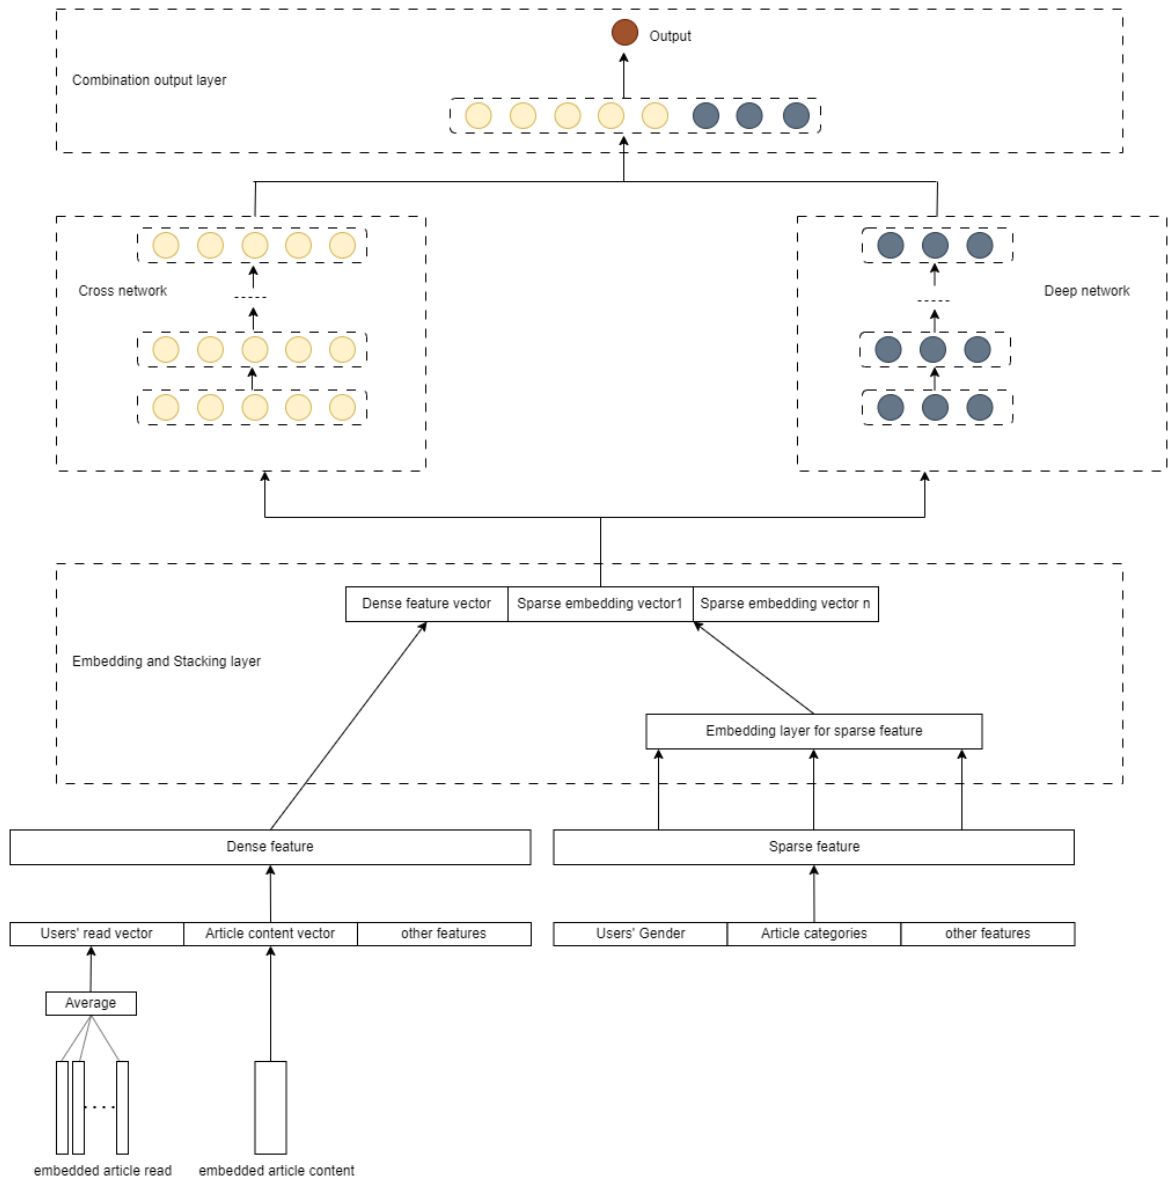 Output
Combination output layer
Cross network
Deep network
Dense feature vector
Sparse embedding vector1
Sparse embedding vector n
Embedding and Stacking layer
Embedding layer for sparse feature
Dense feature
Sparse feature
Users' read vector
Article content vector
other features
Users' Gender
Article categories
other features
Average
embedded article read
embedded article content